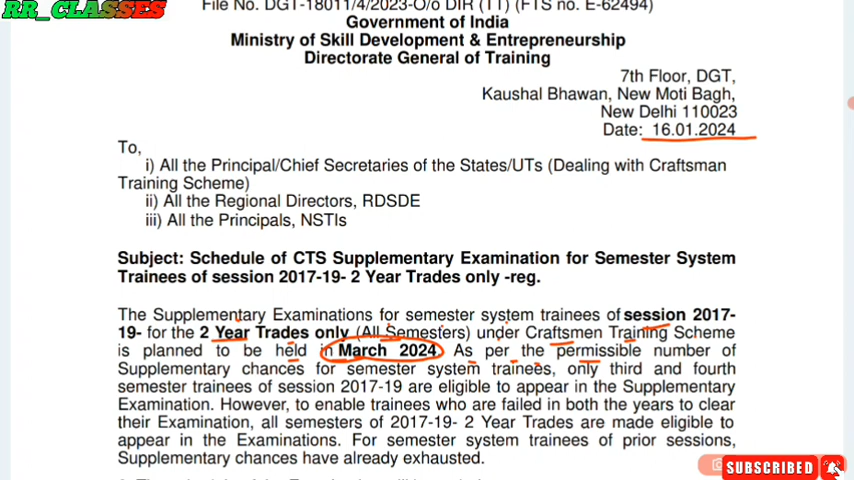 RR_CLASSES
File No. DGT-18011/4/2023-O/o DIR (TT) (FTS no. E-62494)
Government of India
Ministry of Skill Development & Entrepreneurship
Directorate General of Training
7th Floor, DGT,
Kaushal Bhawan, New Moti Bagh,
New Delhi 110023
Date: 16.01.2024
To,
i) All the Principal/Chief Secretaries of the States/UTs (Dealing with Craftsman
Training Scheme)
ii) All the Regional Directors, RDSDE
iii) All the Principals, NSTIs
Subject: Schedule of CTS Supplementary Examination for Semester System
Trainees of session 2017-19- 2 Year Trades only -reg.
The Supplementary Examinations for semester system trainees of session 2017-
19- for the 2 Year Trades only (All Semesters) under Craftsmen Training Scheme
is planned to be held in March 2024. As per the permissible number of
Supplementary chances for semester system trainees, only third and fourth
semester trainees of session 2017-19 are eligible to appear in the Supplementary
Examination. However, to enable trainees who are failed in both the years to clear
their Examination, all semesters of 2017-19- 2 Year Trades are made eligible to
appear in the Examinations. For semester system trainees of prior sessions,
Supplementary chances have already exhausted.
SUBSCRIBED